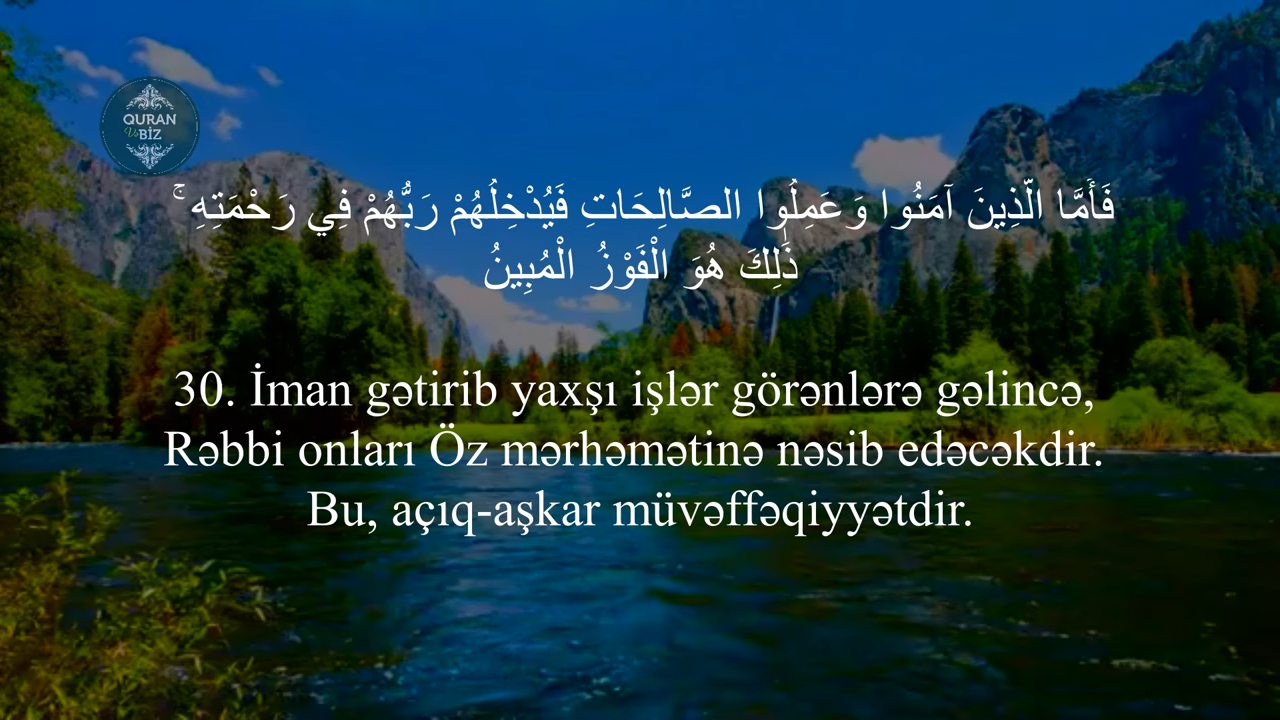 QURAN
Və BİZ
فَأَمَّا الَّذِينَ آمَنُوا وَعَمِلُوا الصَّالِحَاتِ فَيُدْخِلُهُمْ رَبُّهُمْ فِي رَحْمَتِهِ ۚ
ذَٰلِكَ هُوَ الْفَوْزُ الْمُبِينُ
30. İman gətirib yaxşı işlər görənlərə gəlincə,
Rəbbi onları Öz mərhəmətinə nəsib edəcəkdir.
Bu, açıq-aşkar müvəffəqiyyətdir.